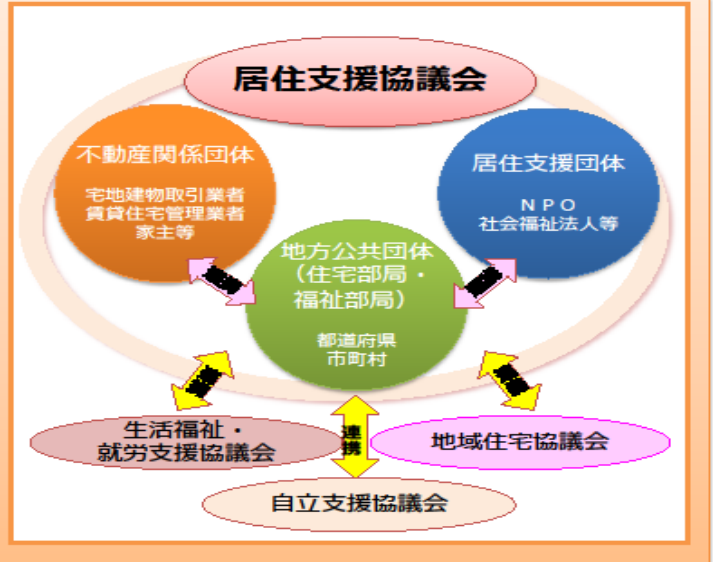 居住支援協議会
不動産関係団体
宅地建物取引業者
賃貸住宅管理業者
家主等
居住支援団体
ＮＰＯ
社会福祉法人等
地方公共団体
（住宅部局・
福祉部局）
都道府県
市町村
生活福祉・
就労支援協議会
連携
地域住宅協議会
自立支援協議会